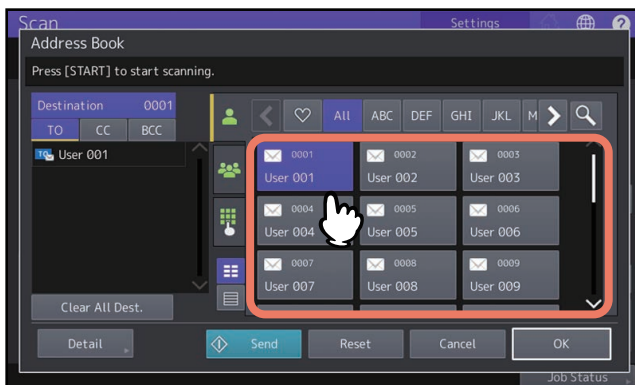 Scan
Settings
?
Address Book
Press [START] to start scanning.
Destination 0001
TO CC BCC
TO User 001
Clear All Dest.
All ABC DEF GHI JKL M
0001
User 001
0002
User 002
0003
User 003
0004
User 004
0005
User 005
0006
User 006
0007
User 007
0008
User 008
0009
User 009
Detail Send Reset Cancel OK
Job Status